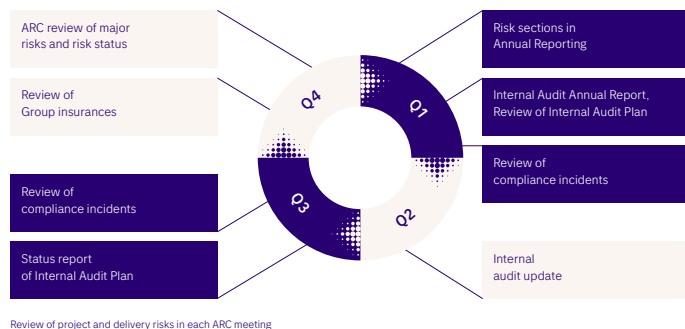 ARC review of major
risks and risk status
Review of
Group insurances
Review of
compliance incidents
Status report
of Internal Audit Plan
Q4
Q1
Q3
Q2
Risk sections in
Annual Reporting
Internal Audit Annual Report,
Review of Internal Audit Plan
Review of
compliance incidents
Internal
audit update
Review of project and delivery risks in each ARC meeting